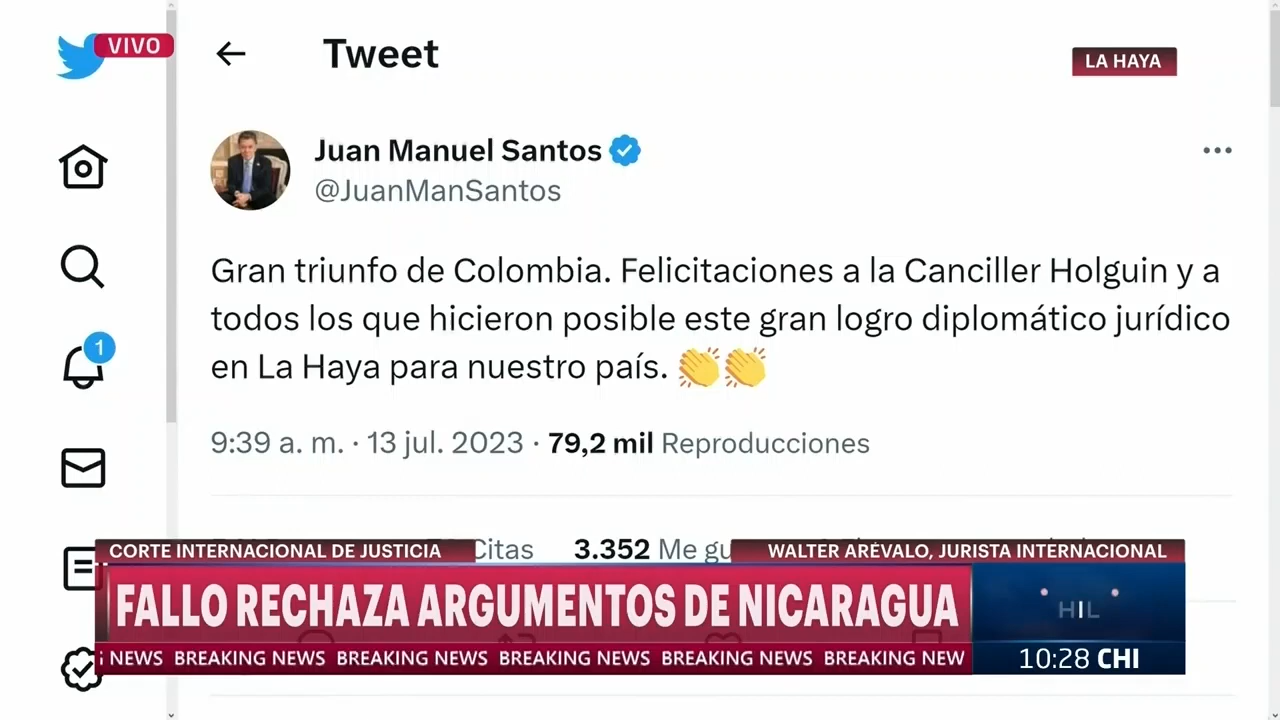 VIVO
Tweet
LA HAYA
Juan Manuel Santos
@JuanManSantos
Gran triunfo de Colombia. Felicitaciones a la Canciller Holguin y a
todos los que hicieron posible este gran logro diplomático jurídico
en La Haya para nuestro país. 👏👏
1
9:39 a. m. · 13 jul. 2023 · 79,2 mil Reproducciones
Citas 3.352 Me gu
CORTE INTERNACIONAL DE JUSTICIA
WALTER ARÉVALO, JURISTA INTERNACIONAL
FALLO RECHAZA ARGUMENTOS DE NICARAGUA
HIL
NEWS BREAKING NEWS BREAKING NEWS BREAKING NEWS BREAKING NEWS BREAKING NEW
10:28 CHI